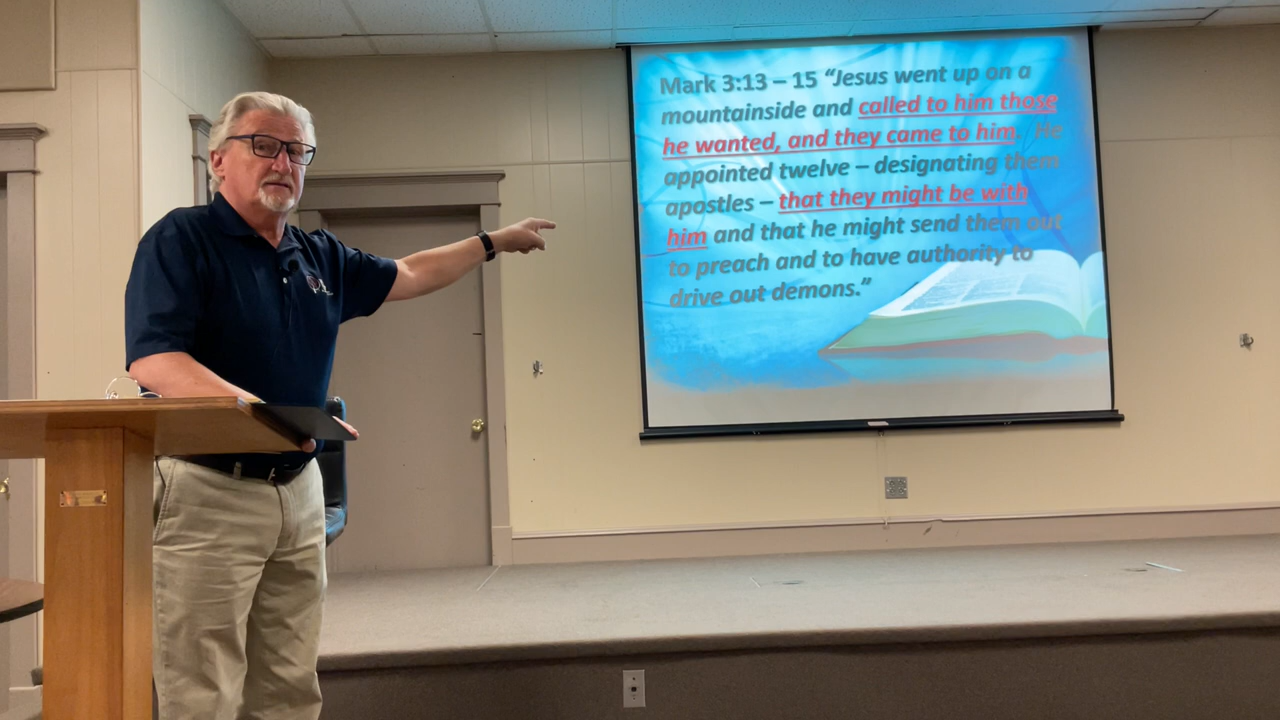 Mark 3:13 – 15 “Jesus went up on a
mountainside and called to him those
he wanted, and they came to him. He
appointed twelve – designating them
apostles – that they might be with
him and that he might send them out
to preach and to have authority to
drive out demons.”